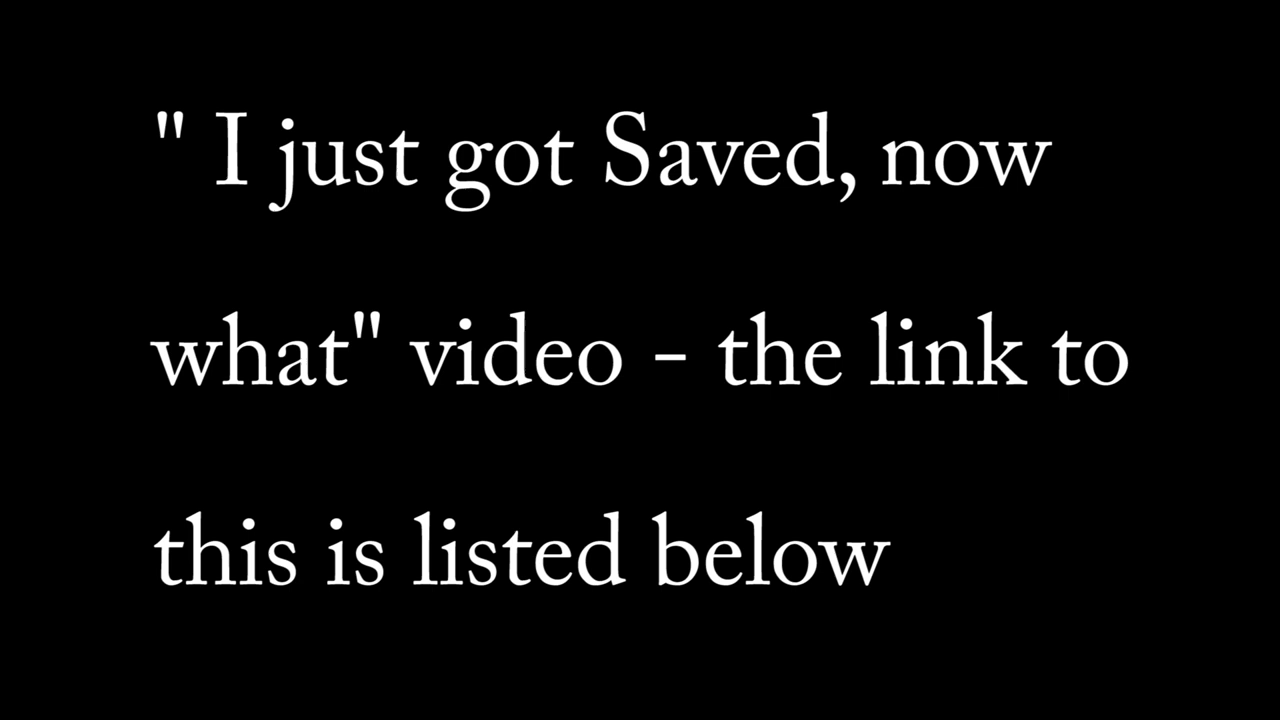 " I just got Saved, now
what" video - the link to
this is listed below